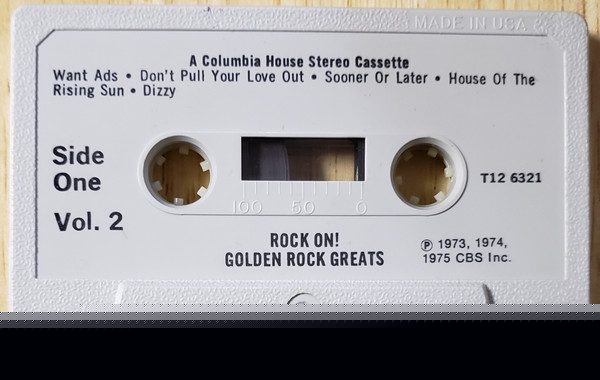 MADE IN USA
A Columbia House Stereo Cassette
Want Ads • Don't Pull Your Love Out • Sooner Or Later • House Of The
Rising Sun • Dizzy
Side
One
Vol. 2
100 50 0
T12 6321
ROCK ON!
GOLDEN ROCK GREATS
℗ 1973, 1974,
1975 CBS Inc.